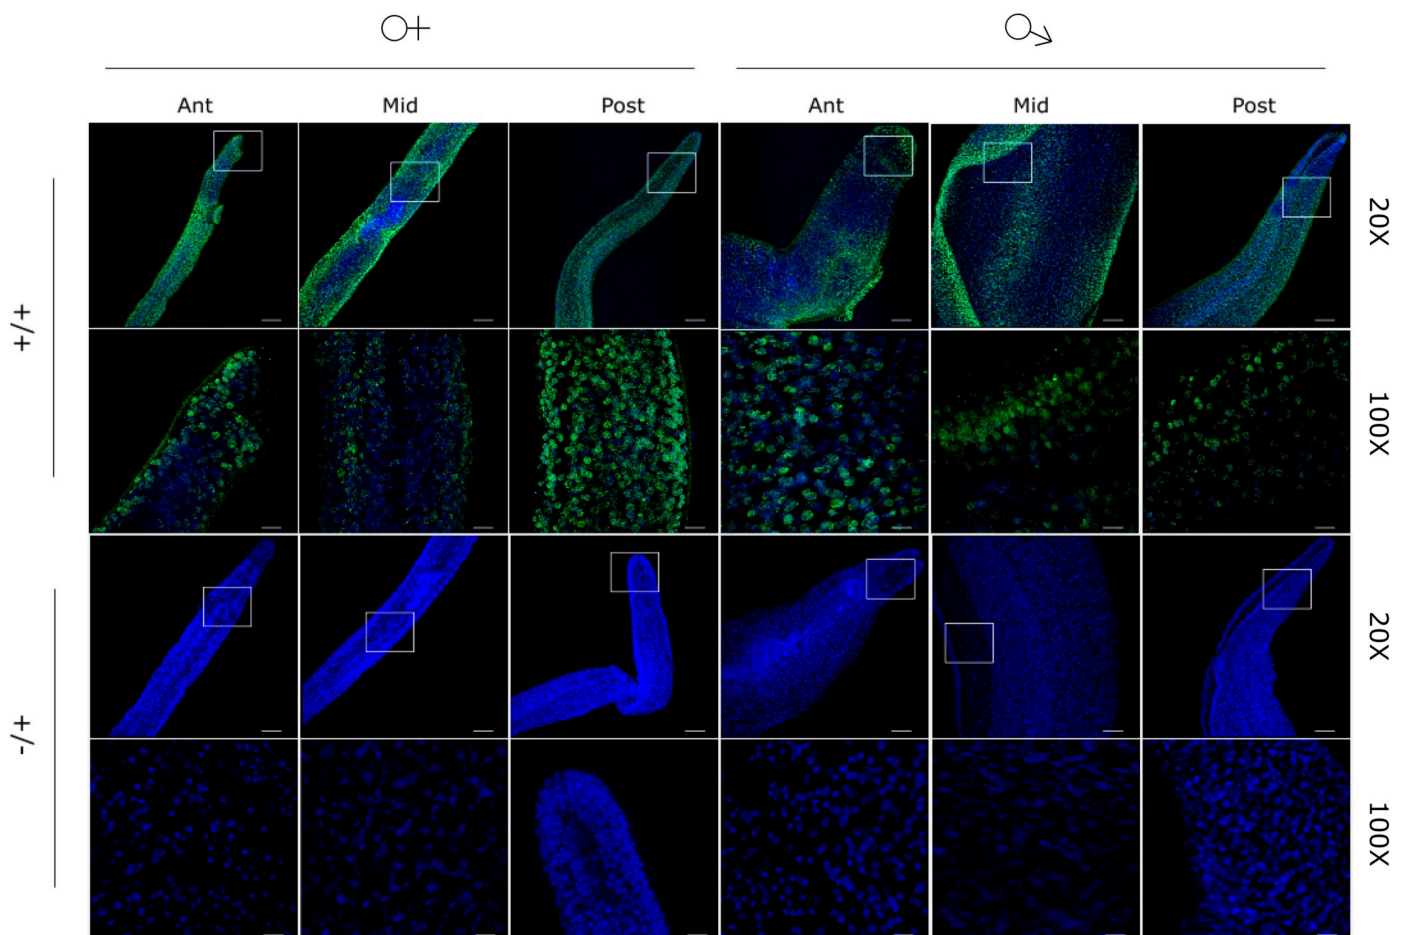 ♀ ♂
Ant Mid Post Ant Mid Post
+/+
20X
100X
+/-
20X
100X